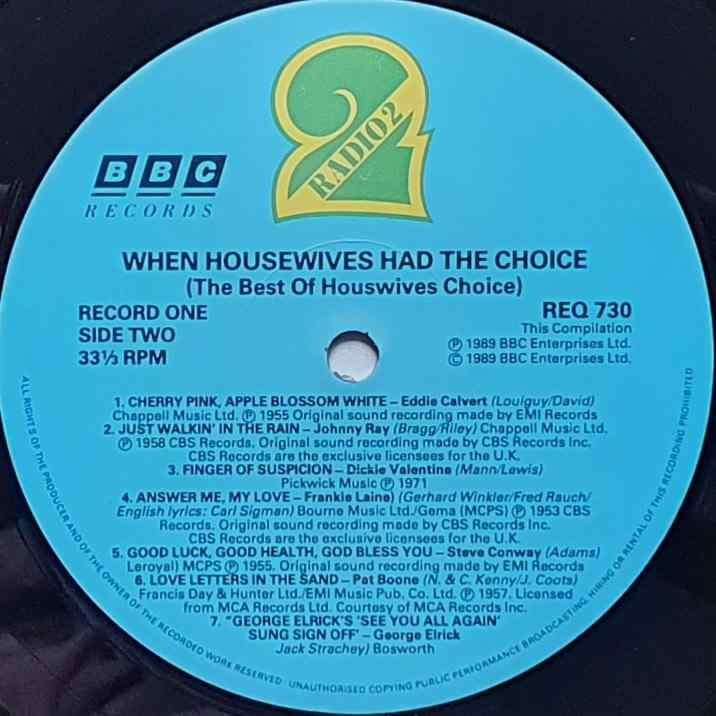 RADIO 2
BBC
RECORDS
WHEN HOUSEWIVES HAD THE CHOICE
(The Best Of Houswives Choice)
RECORD ONE
SIDE TWO
33⅓ RPM
REQ 730
This Compilation
℗ 1989 BBC Enterprises Ltd.
© 1989 BBC Enterprises Ltd.
1. CHERRY PINK, APPLE BLOSSOM WHITE – Eddie Calvert (Loulguy/David)
Chappell Music Ltd. ℗ 1955 Original sound recording made by EMI Records
2. JUST WALKIN' IN THE RAIN – Johnny Ray (Bragg/Riley) Chappell Music Ltd.
℗ 1958 CBS Records. Original sound recording made by CBS Records Inc.
CBS Records are the exclusive licensees for the U.K.
3. FINGER OF SUSPICION – Dickie Valentine (Mann/Lewis)
Pickwick Music ℗ 1971
4. ANSWER ME, MY LOVE – Frankie Laine) (Gerhard Winkler/Fred Rauch/
English lyrics: Carl Sigman) Bourne Music Ltd./Gema (MCPS) ℗ 1953 CBS
Records. Original sound recording made by CBS Records Inc.
CBS Records are the exclusive licensees for the U.K.
5. GOOD LUCK, GOOD HEALTH, GOD BLESS YOU – Steve Conway (Adams)
Leroyal) MCPS ℗ 1955. Original sound recording made by EMI Records
6. LOVE LETTERS IN THE SAND – Pat Boone (N. & C. Kenny/J. Coots)
Francis Day & Hunter Ltd./EMI Music Pub. Co. Ltd. ℗ 1957. Licensed
from MCA Records Ltd. Courtesy of MCA Records Inc.
7. "GEORGE ELRICK'S 'SEE YOU ALL AGAIN'
SUNG SIGN OFF' – George Elrick
Jack Strachey) Bosworth
ALL RIGHTS OF THE PRODUCER AND OF THE OWNER OF THE RECORDED WORK RESERVED · UNAUTHORISED COPYING PUBLIC PERFORMANCE BROADCASTING, HIRING OR RENTAL OF THIS RECORDING PROHIBITED